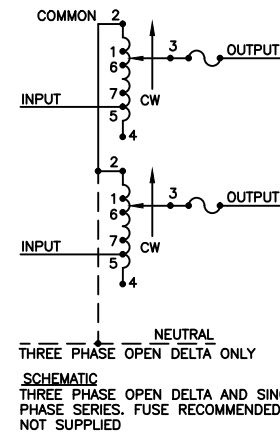 COMMON 2
1
6
3
OUTPUT
INPUT
7
5
CW
4
2
1
6
3
OUTPUT
INPUT
7
5
CW
4
NEUTRAL
THREE PHASE OPEN DELTA ONLY
SCHEMATIC
THREE PHASE OPEN DELTA AND SING
PHASE SERIES. FUSE RECOMMENDED
NOT SUPPLIED